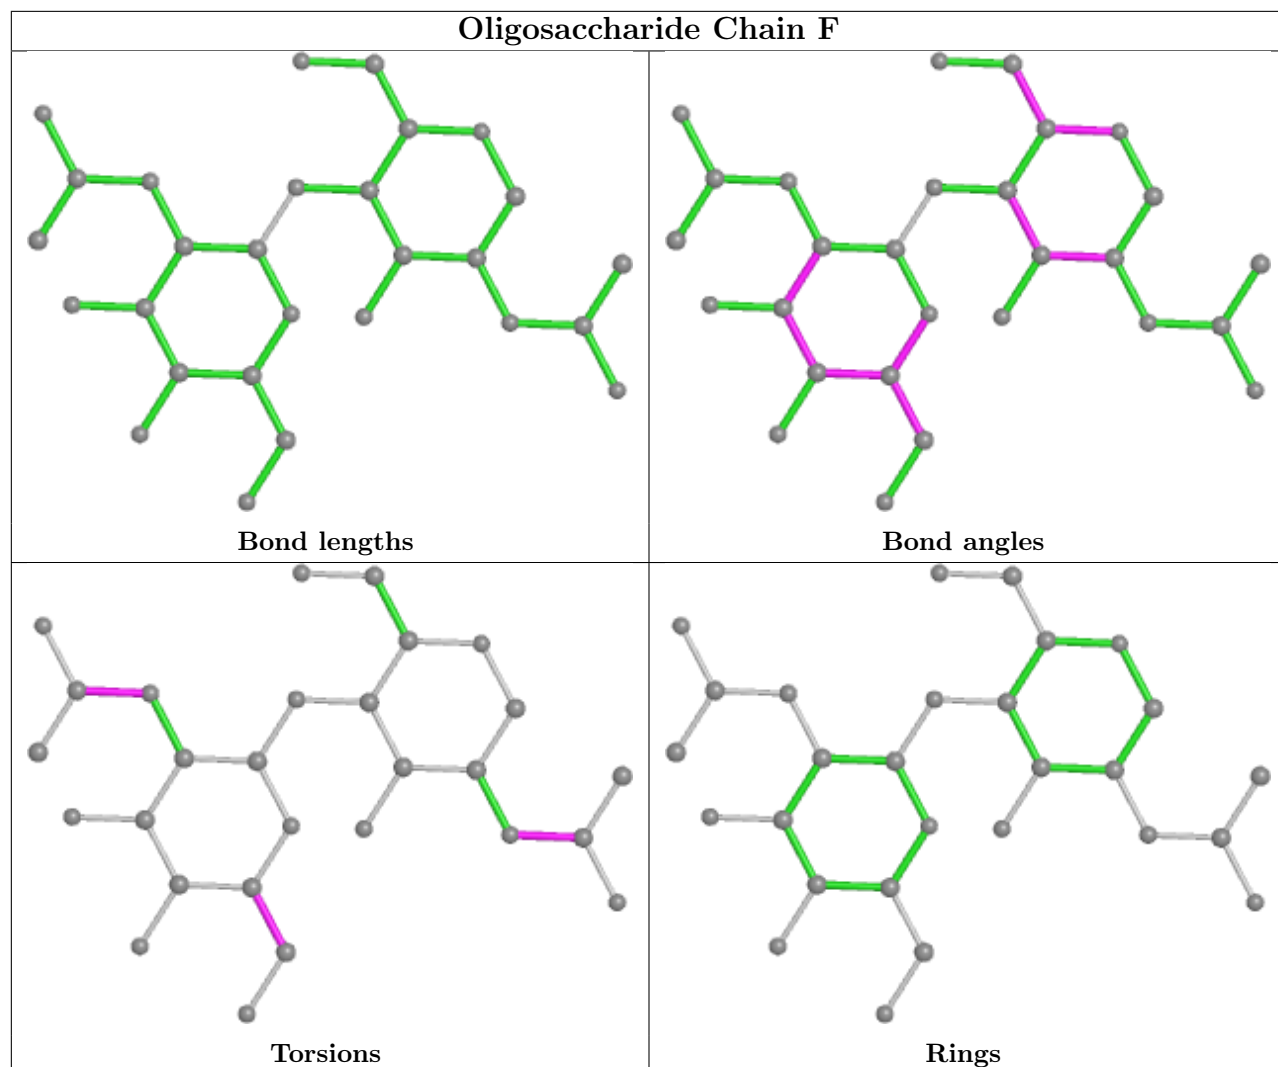 Oligosaccharide Chain F
Bond lengths
Bond angles
Torsions
Rings